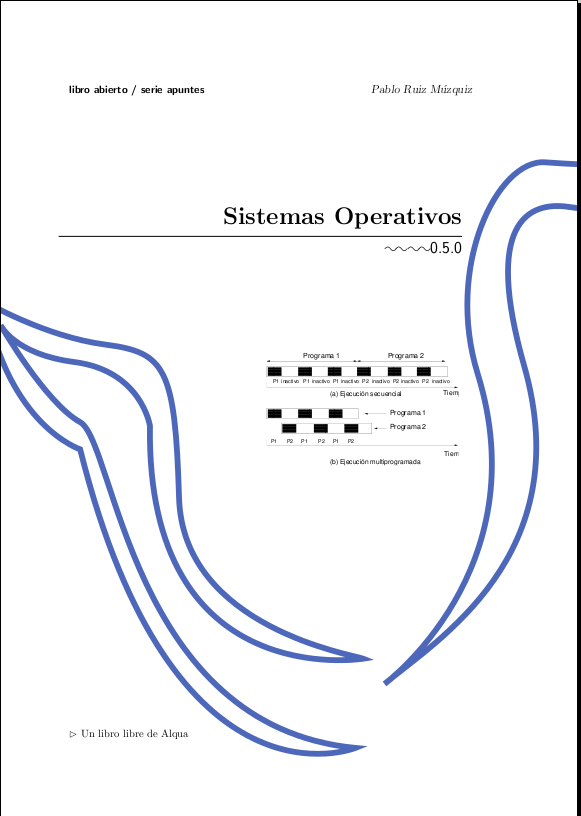 libro abierto / serie apuntes
Pablo Ruiz Múzquiz
Sistemas Operativos
0.5.0
Programa 1 Programa 2
P1 inactivo P1 inactivo P1 inactivo P2 inactivo P2 inactivo P2 inactivo
Tiem
(a) Ejecución secuencial
Programa 1
Programa 2
P1 P2 P1 P2 P1 P2
Tiem
(b) Ejecución multiprogramada
▷ Un libro libre de Alqua